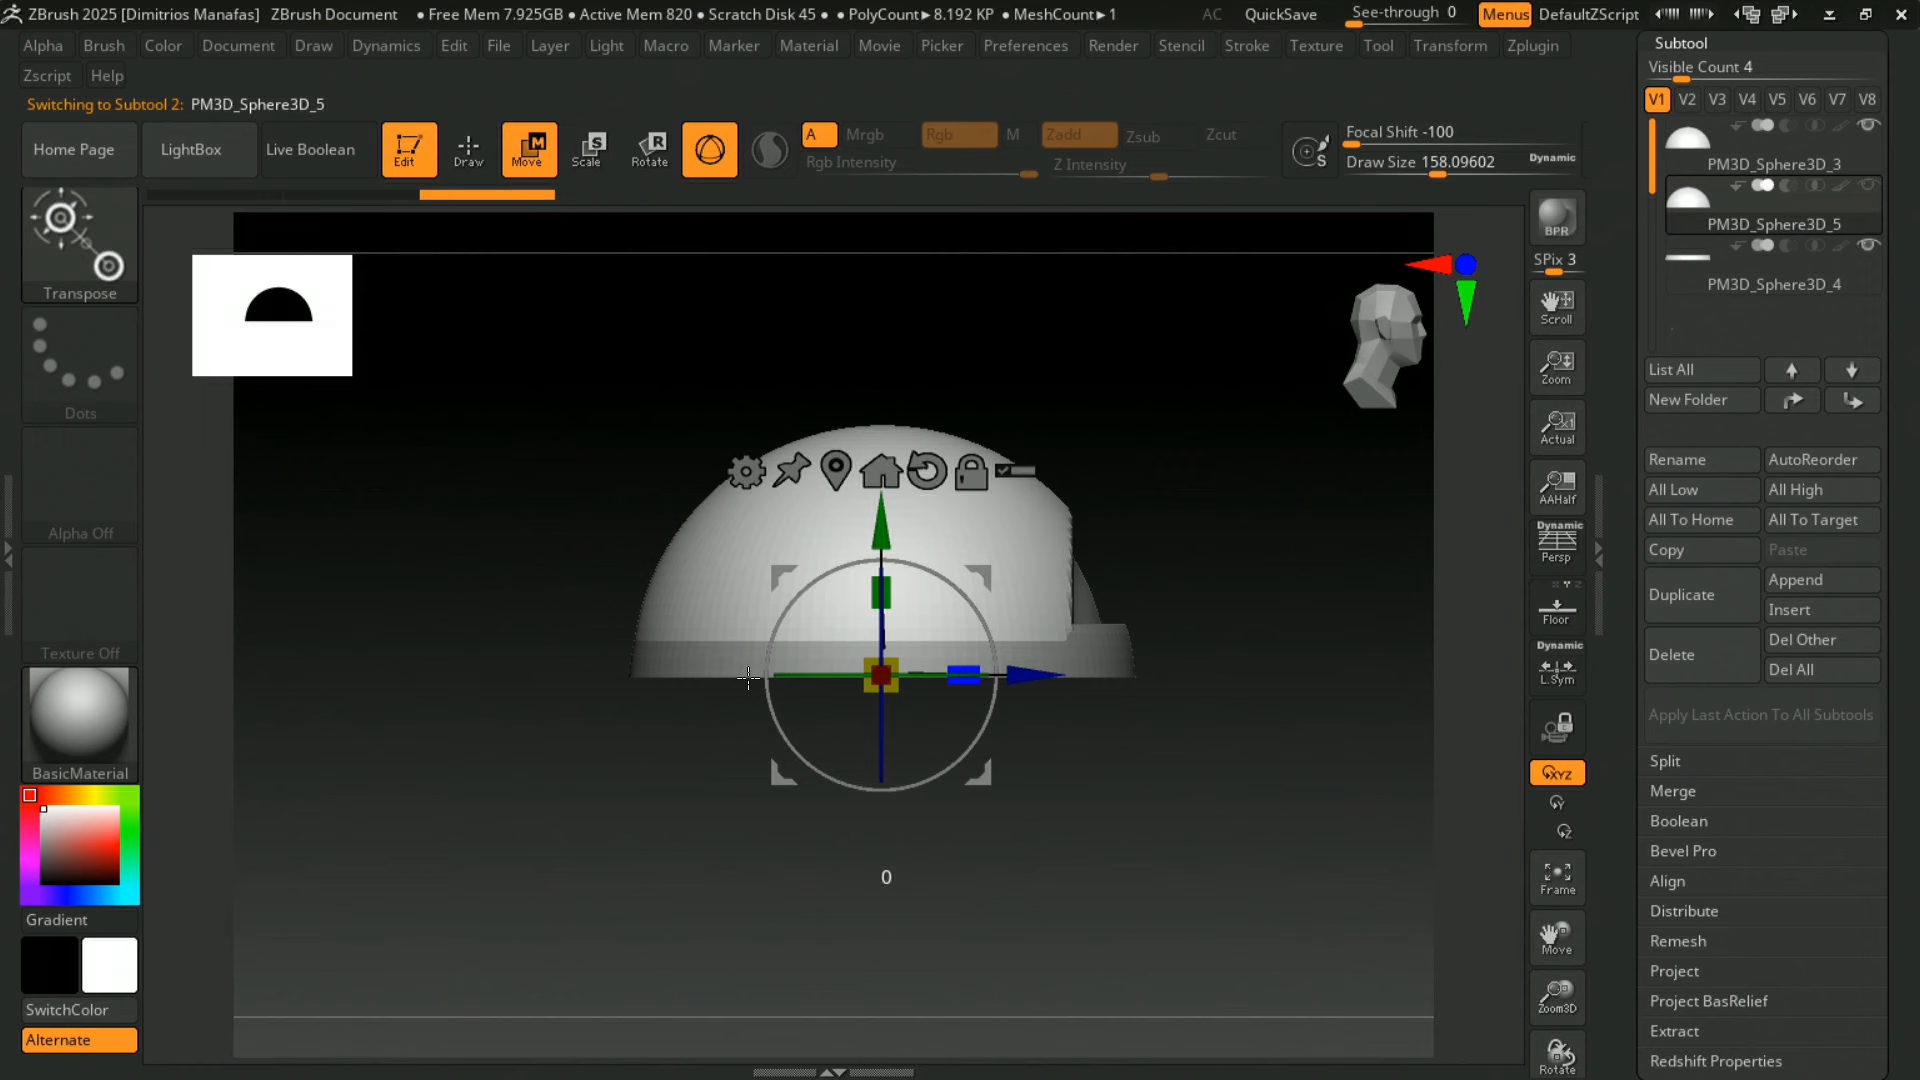 ZBrush 2025 [Dimitrios Manafas] ZBrush Document • Free Mem 7.925GB • Active Mem 820 • Scratch Disk 45 • • PolyCount► 8.192 KP • MeshCount►1 AC QuickSave See-through 0 Menus DefaultZScript
Alpha Brush Color Document Draw Dynamics Edit File Layer Light Macro Marker Material Movie Picker Preferences Render Stencil Stroke Texture Tool Transform Zplugin
Zscript Help
Switching to Subtool 2: PM3D_Sphere3D_5
Home Page LightBox Live Boolean Edit Draw Move Scale Rotate
A Mrgb Rgb M Zadd Zsub Zcut
Rgb Intensity Z Intensity
Focal Shift -100
Draw Size 158.09602 Dynamic
Transpose
Dots
Alpha Off
Texture Off
BasicMaterial
Gradient
SwitchColor
Alternate
0
BPR
SPix 3
Scroll
Zoom
Actual
AAHalf
Dynamic
Persp
Floor
Dynamic
L.Sym
XYZ
Y
Z
Frame
Move
Zoom3D
Rotate
Subtool
Visible Count 4
V1 V2 V3 V4 V5 V6 V7 V8
PM3D_Sphere3D_3
PM3D_Sphere3D_5
PM3D_Sphere3D_4
List All
New Folder
Rename AutoReorder
All Low All High
All To Home All To Target
Copy Paste
Duplicate Append
Insert
Delete Del Other
Del All
Apply Last Action To All Subtools
Split
Merge
Boolean
Bevel Pro
Align
Distribute
Remesh
Project
Project BasRelief
Extract
Redshift Properties